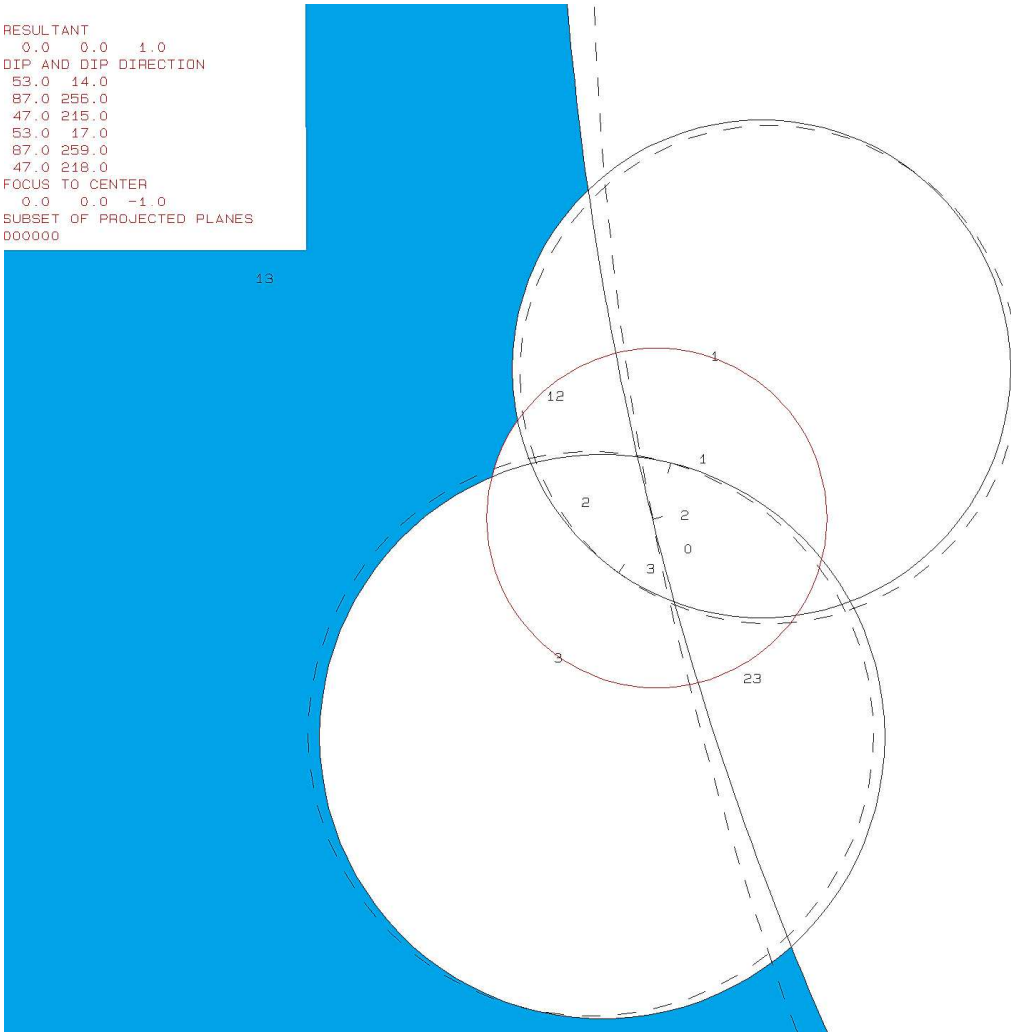 RESULTANT
0.0 0.0 1.0
DIP AND DIP DIRECTION
53.0 14.0
87.0 256.0
47.0 215.0
53.0 17.0
87.0 259.0
47.0 218.0
FOCUS TO CENTER
0.0 0.0 -1.0
SUBSET OF PROJECTED PLANES
000000
13
1
12
1
2
2
0
3
3
23